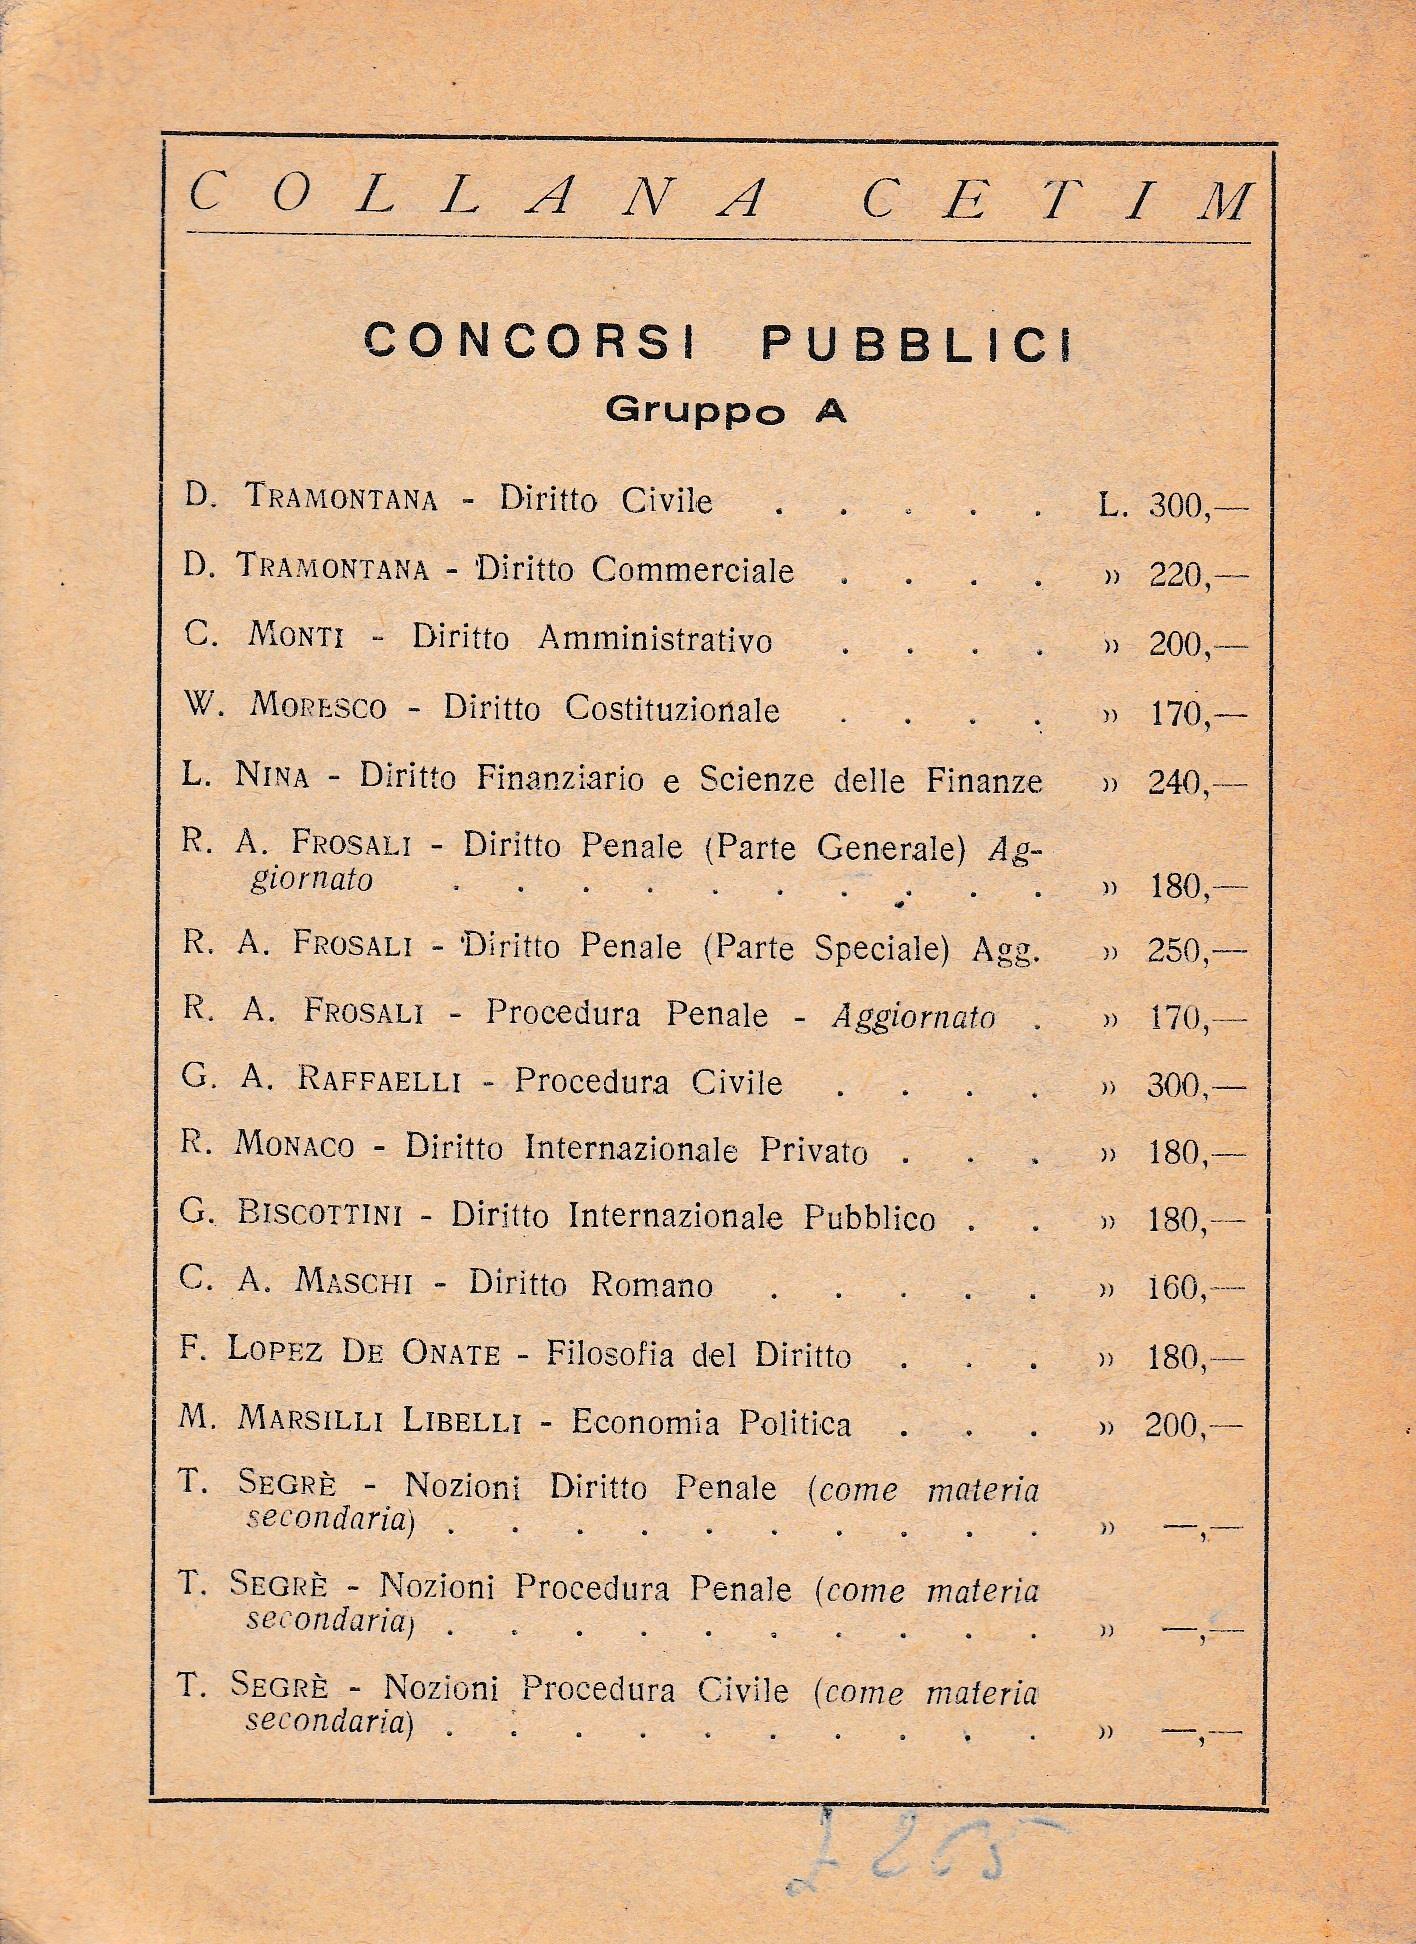 COLLANA CETIM
CONCORSI PUBBLICI
Gruppo A
D. TRAMONTANA - Diritto Civile . . . . . L. 300,—
D. TRAMONTANA - Diritto Commerciale . . . . » 220,—
C. MONTI - Diritto Amministrativo . . . . » 200,—
W. MORESCO - Diritto Costituzionale . . . . » 170,—
L. NINA - Diritto Finanziario e Scienze delle Finanze » 240,—
R. A. FROSALI - Diritto Penale (Parte Generale) Ag-
giornato . . . . . . . . . . » 180,—
R. A. FROSALI - Diritto Penale (Parte Speciale) Agg. » 250,—
R. A. FROSALI - Procedura Penale - Aggiornato . » 170,—
G. A. RAFFAELLI - Procedura Civile . . . . » 300,—
R. MONACO - Diritto Internazionale Privato . . . » 180,—
G. BISCOTTINI - Diritto Internazionale Pubblico . . » 180,—
C. A. MASCHI - Diritto Romano . . . . . » 160,—
F. LOPEZ DE ONATE - Filosofia del Diritto . . . » 180,—
M. MARSILLI LIBELLI - Economia Politica . . . » 200,—
T. SEGRÈ - Nozioni Diritto Penale (come materia
secondaria) . . . . . . . . . . » —,—
T. SEGRÈ - Nozioni Procedura Penale (come materia
secondaria) . . . . . . . . . . » —,—
T. SEGRÈ - Nozioni Procedura Civile (come materia
secondaria) . . . . . . . . . . » —,—
£ 265